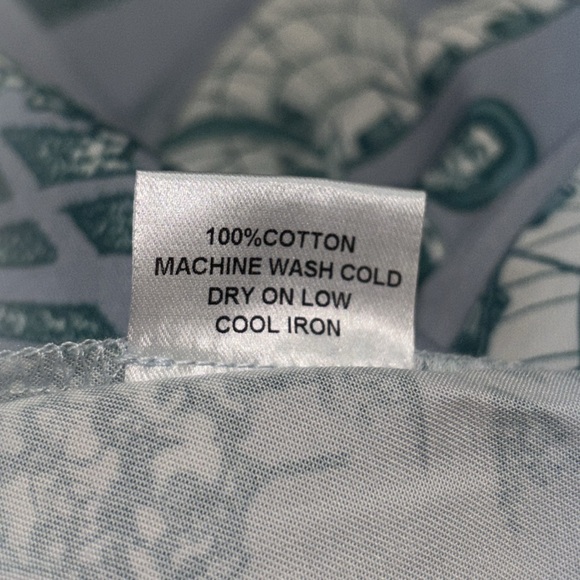 100%COTTON
MACHINE WASH COLD
DRY ON LOW
COOL IRON